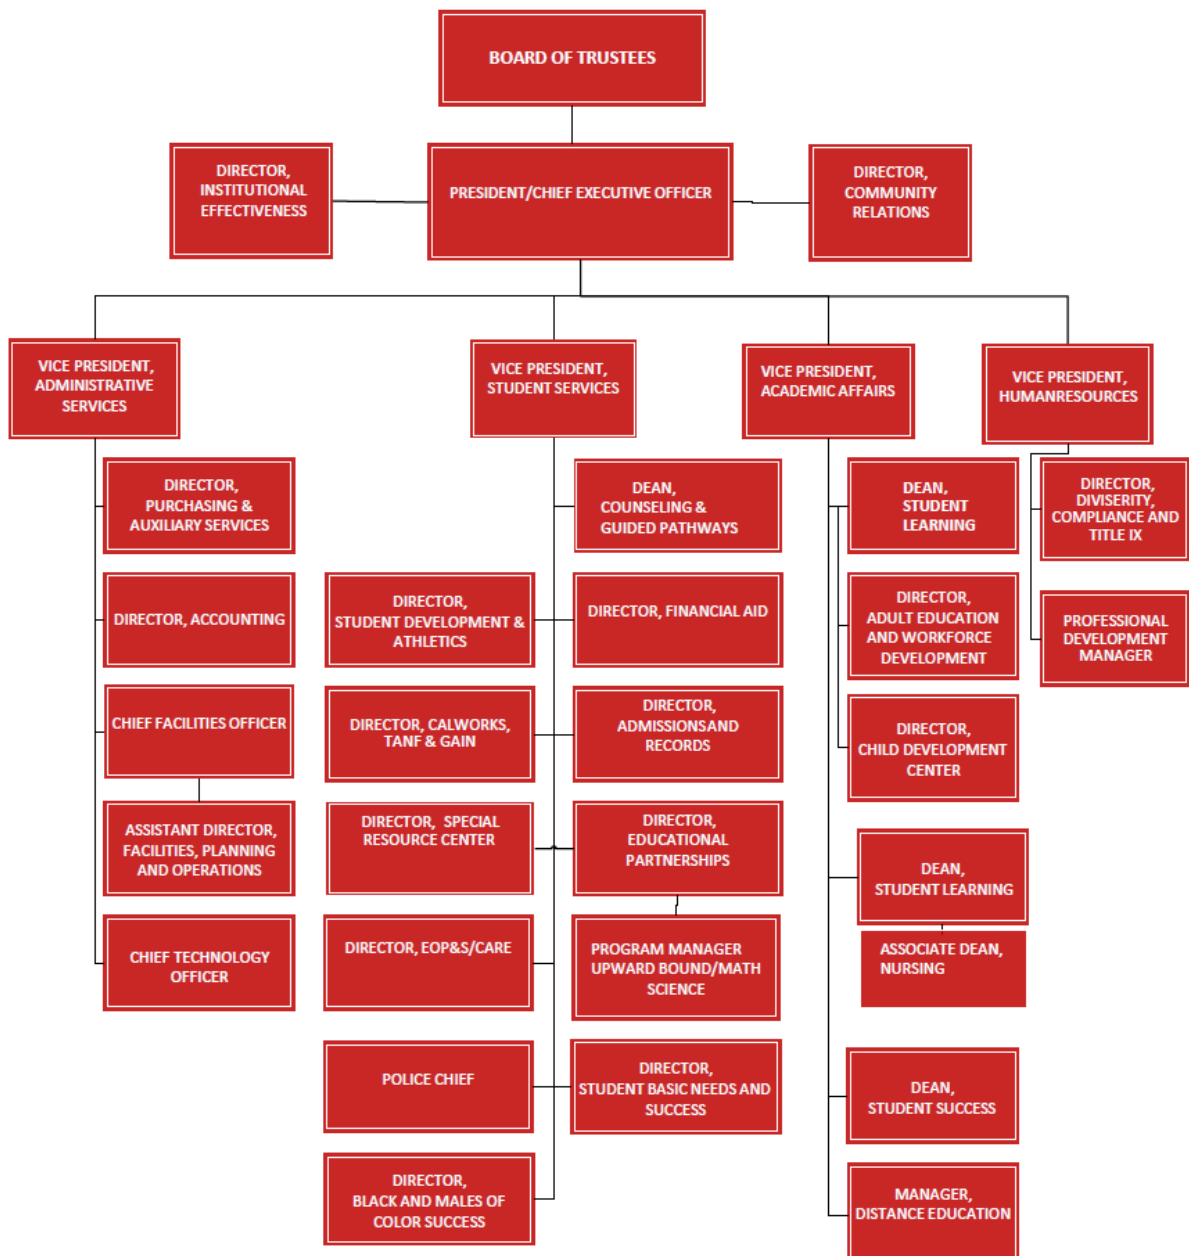 BOARD OF TRUSTEES
DIRECTOR,
INSTITUTIONAL
EFFECTIVENESS
PRESIDENT/CHIEF EXECUTIVE OFFICER
DIRECTOR,
COMMUNITY
RELATIONS
VICE PRESIDENT,
ADMINISTRATIVE
SERVICES
VICE PRESIDENT,
STUDENT SERVICES
VICE PRESIDENT,
ACADEMIC AFFAIRS
VICE PRESIDENT,
HUMANRESOURCES
DIRECTOR,
PURCHASING &
AUXILIARY SERVICES
DIRECTOR, ACCOUNTING
CHIEF FACILITIES OFFICER
ASSISTANT DIRECTOR,
FACILITIES, PLANNING
AND OPERATIONS
CHIEF TECHNOLOGY
OFFICER
DEAN,
COUNSELING &
GUIDED PATHWAYS
DIRECTOR,
STUDENT DEVELOPMENT &
ATHLETICS
DIRECTOR, FINANCIAL AID
DIRECTOR, CALWORKS,
TANF & GAIN
DIRECTOR,
ADMISSIONS AND
RECORDS
DIRECTOR, SPECIAL
RESOURCE CENTER
DIRECTOR,
EDUCATIONAL
PARTNERSHIPS
DIRECTOR, EOP&S/CARE
PROGRAM MANAGER
UPWARD BOUND/MATH
SCIENCE
POLICE CHIEF
DIRECTOR,
STUDENT BASIC NEEDS AND
SUCCESS
DIRECTOR,
BLACK AND MALES OF
COLOR SUCCESS
DEAN,
STUDENT
LEARNING
DIRECTOR,
ADULT EDUCATION
AND WORKFORCE
DEVELOPMENT
DIRECTOR,
CHILD DEVELOPMENT
CENTER
DEAN,
STUDENT LEARNING
ASSOCIATE DEAN,
NURSING
DEAN,
STUDENT SUCCESS
MANAGER,
DISTANCE EDUCATION
DIRECTOR,
DIVISERITY,
COMPLIANCE AND
TITLE IX
PROFESSIONAL
DEVELOPMENT
MANAGER